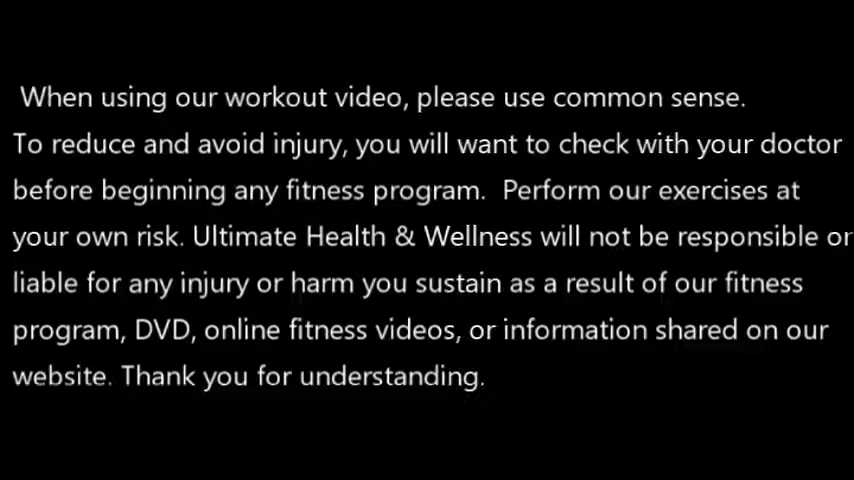 When using our workout video, please use common sense.
To reduce and avoid injury, you will want to check with your doctor
before beginning any fitness program.  Perform our exercises at
your own risk. Ultimate Health & Wellness will not be responsible or
liable for any injury or harm you sustain as a result of our fitness
program, DVD, online fitness videos, or information shared on our
website. Thank you for understanding.